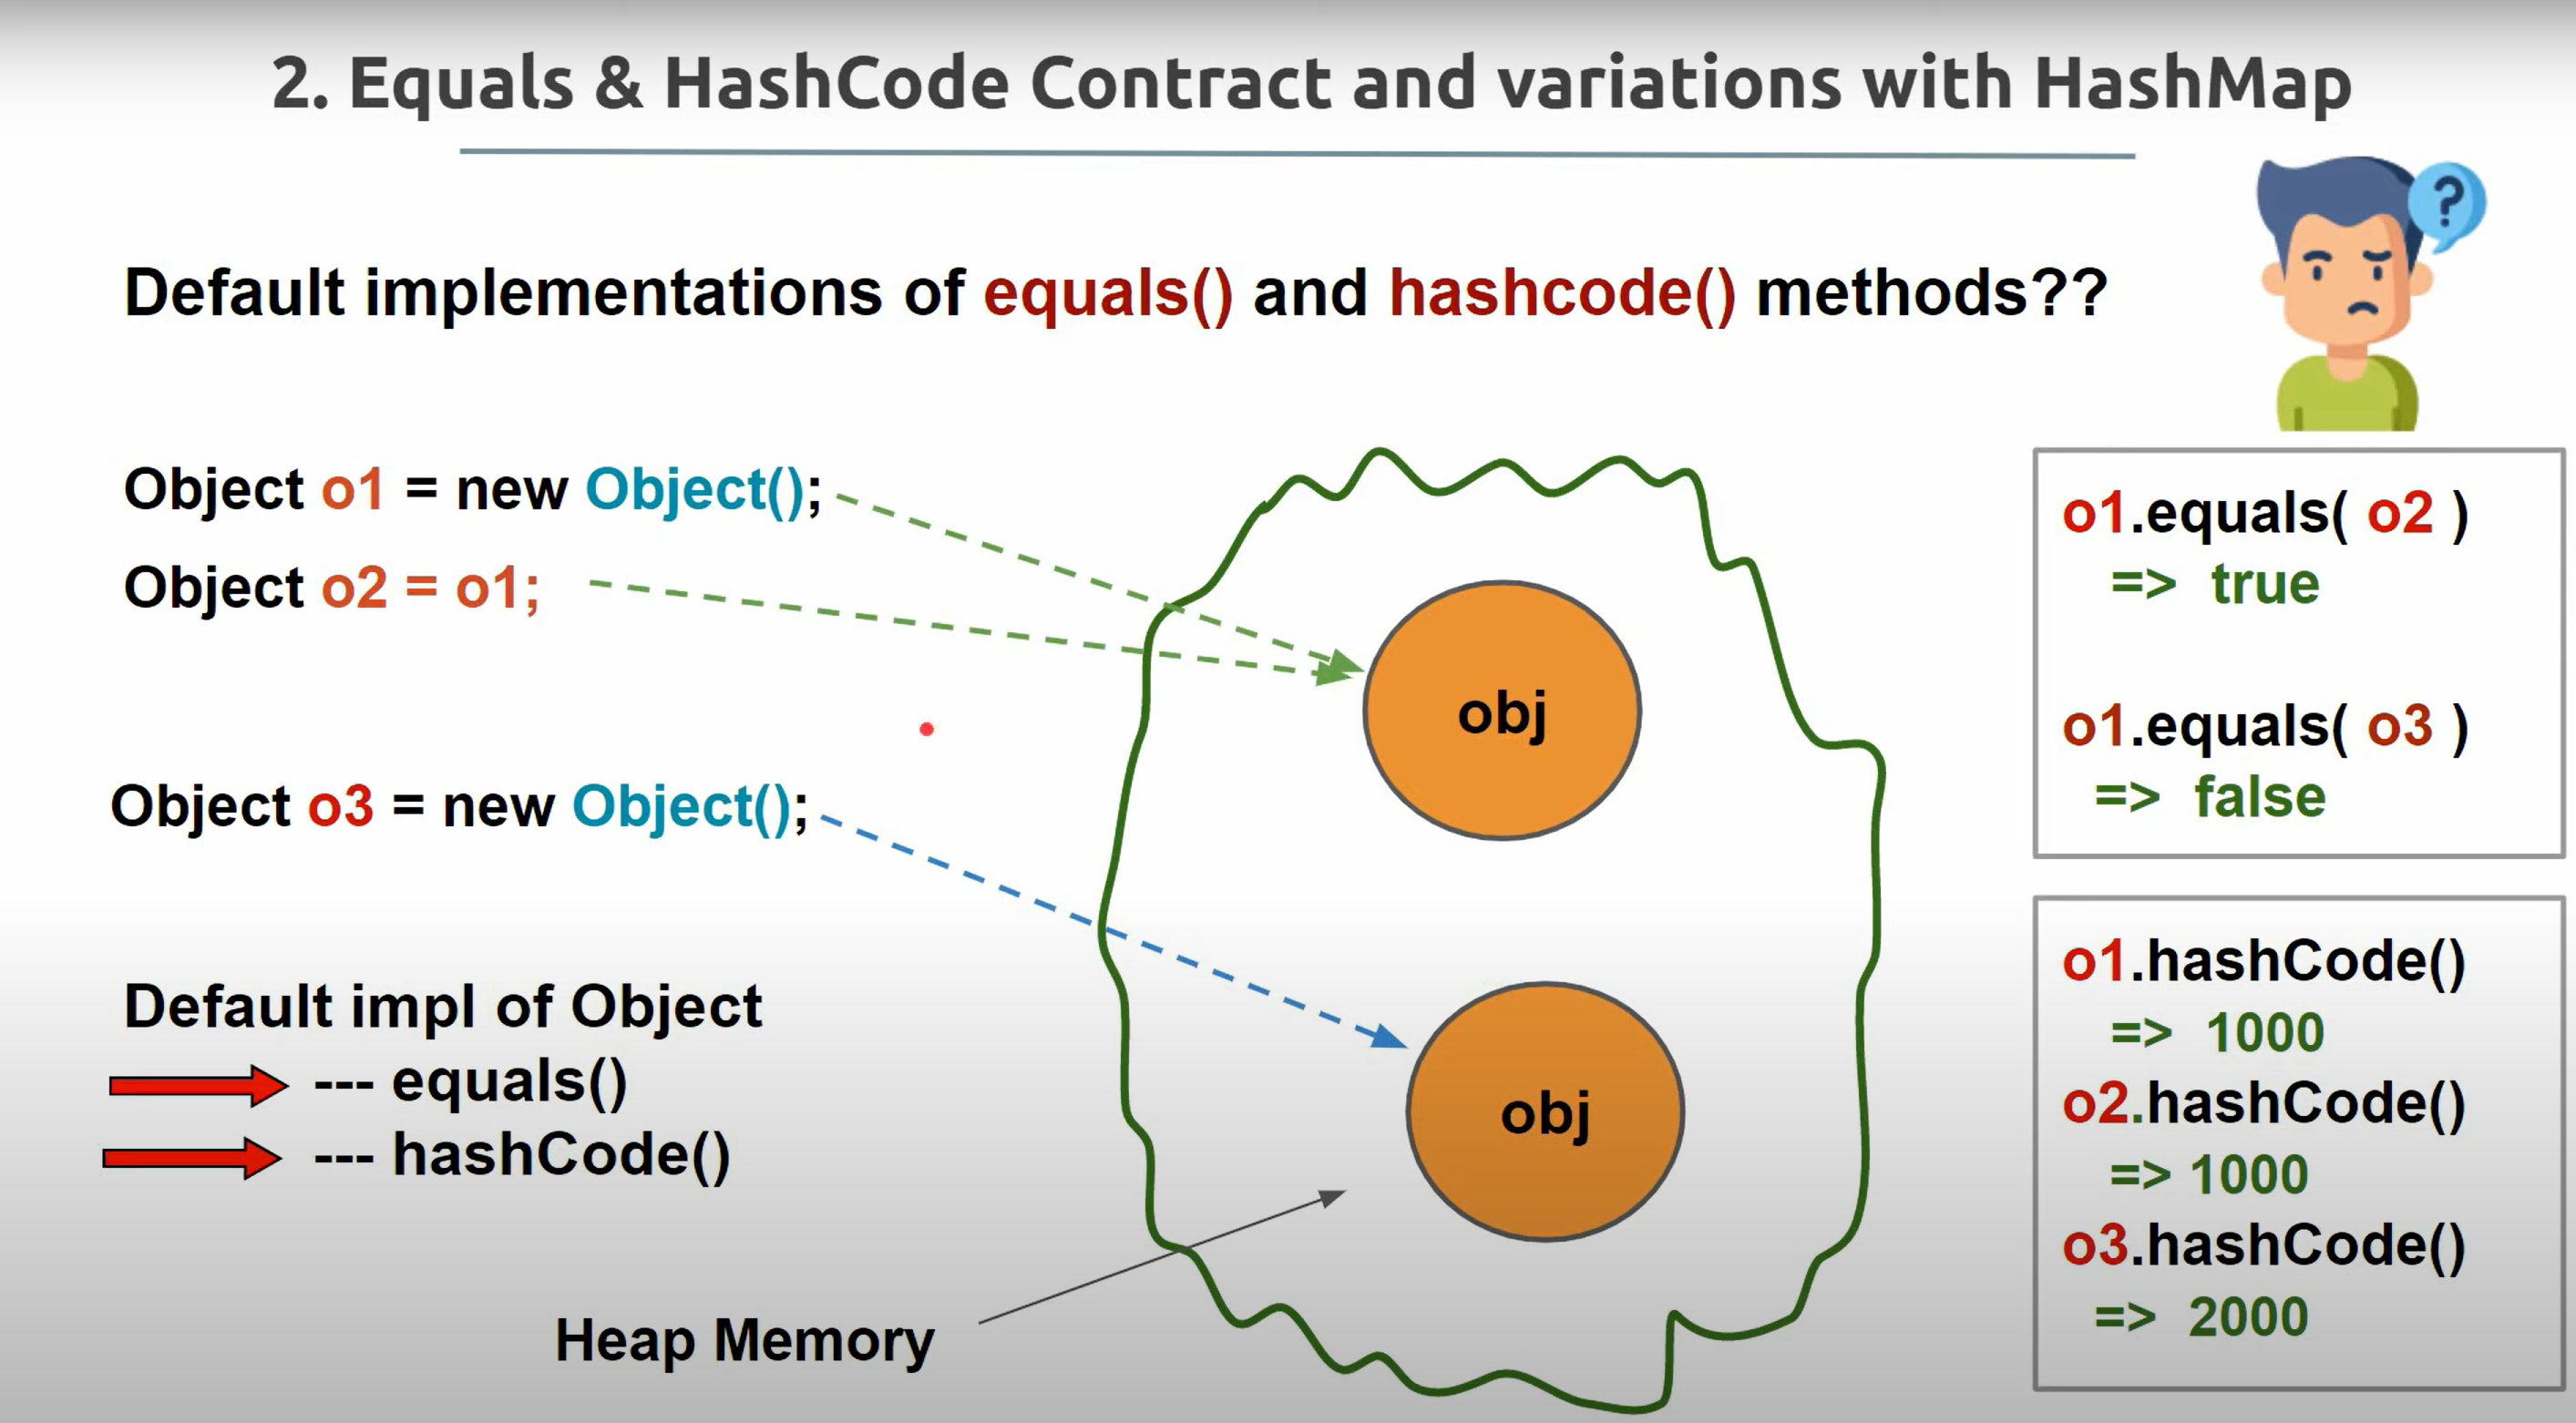 2. Equals & HashCode Contract and variations with HashMap
?
Default implementations of equals() and hashcode() methods??
Object o1 = new Object();
Object o2 = o1;
Object o3 = new Object();
Default impl of Object
--- equals()
--- hashCode()
Heap Memory
obj
obj
o1.equals( o2 )
=> true
o1.equals( o3 )
=> false
o1.hashCode()
=> 1000
o2.hashCode()
=> 1000
o3.hashCode()
=> 2000